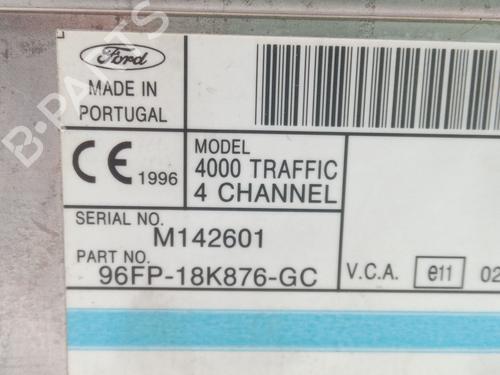 Ford
MADE IN
PORTUGAL
CE 1996
MODEL
4000 TRAFFIC
4 CHANNEL
SERIAL NO.
M142601
PART NO.
96FP-18K876-GC
V.C.A. e11 02
B-PARTS